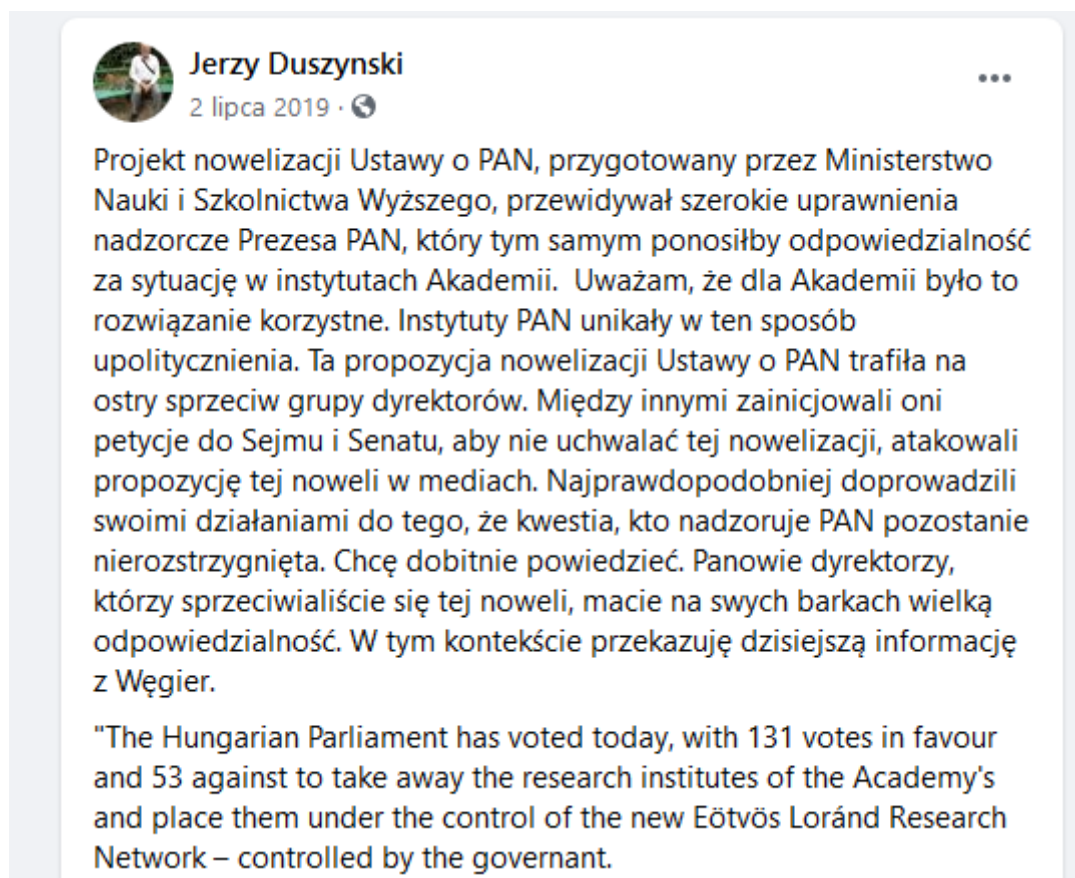 Jerzy Duszynski
2 lipca 2019 ·
Projekt nowelizacji Ustawy o PAN, przygotowany przez Ministerstwo
Nauki i Szkolnictwa Wyższego, przewidywał szerokie uprawnienia
nadzorcze Prezesa PAN, który tym samym ponosiłby odpowiedzialność
za sytuację w instytutach Akademii.  Uważam, że dla Akademii było to
rozwiązanie korzystne. Instytuty PAN unikały w ten sposób
upolitycznienia. Ta propozycja nowelizacji Ustawy o PAN trafiła na
ostry sprzeciw grupy dyrektorów. Między innymi zainicjowali oni
petycje do Sejmu i Senatu, aby nie uchwalać tej nowelizacji, atakowali
propozycję tej noweli w mediach. Najprawdopodobniej doprowadzili
swoimi działaniami do tego, że kwestia, kto nadzoruje PAN pozostanie
nierozstrzygnięta. Chcę dobitnie powiedzieć. Panowie dyrektorzy,
którzy sprzeciwialiście się tej noweli, macie na swych barkach wielką
odpowiedzialność. W tym kontekście przekazuję dzisiejszą informację
z Węgier.
"The Hungarian Parliament has voted today, with 131 votes in favour
and 53 against to take away the research institutes of the Academy's
and place them under the control of the new Eötvös Loránd Research
Network – controlled by the governant.